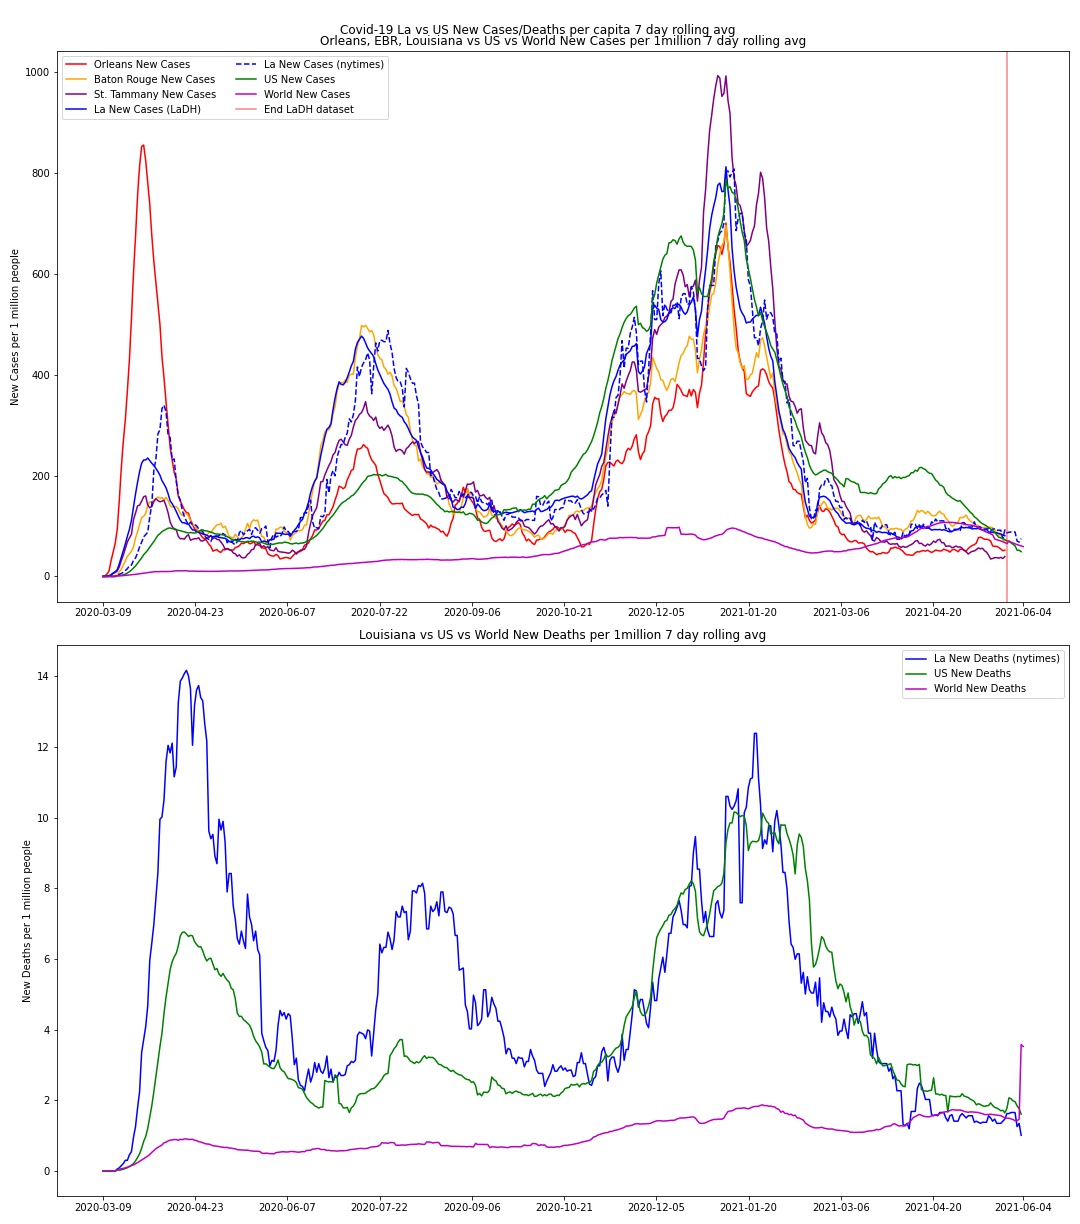 Covid-19 La vs US New Cases/Deaths per capita 7 day rolling avg
Orleans, EBR, Louisiana vs US vs World New Cases per 1million 7 day rolling avg
New Cases per 1 million people
1000
800
600
400
200
0
Orleans New Cases
Baton Rouge New Cases
St. Tammany New Cases
La New Cases (LaDH)
La New Cases (nytimes)
US New Cases
World New Cases
End LaDH dataset
2020-03-09 2020-04-23 2020-06-07 2020-07-22 2020-09-06 2020-10-21 2020-12-05 2021-01-20 2021-03-06 2021-04-20 2021-06-04
Louisiana vs US vs World New Deaths per 1million 7 day rolling avg
New Deaths per 1 million people
14
12
10
8
6
4
2
0
La New Deaths (nytimes)
US New Deaths
World New Deaths
2020-03-09 2020-04-23 2020-06-07 2020-07-22 2020-09-06 2020-10-21 2020-12-05 2021-01-20 2021-03-06 2021-04-20 2021-06-04